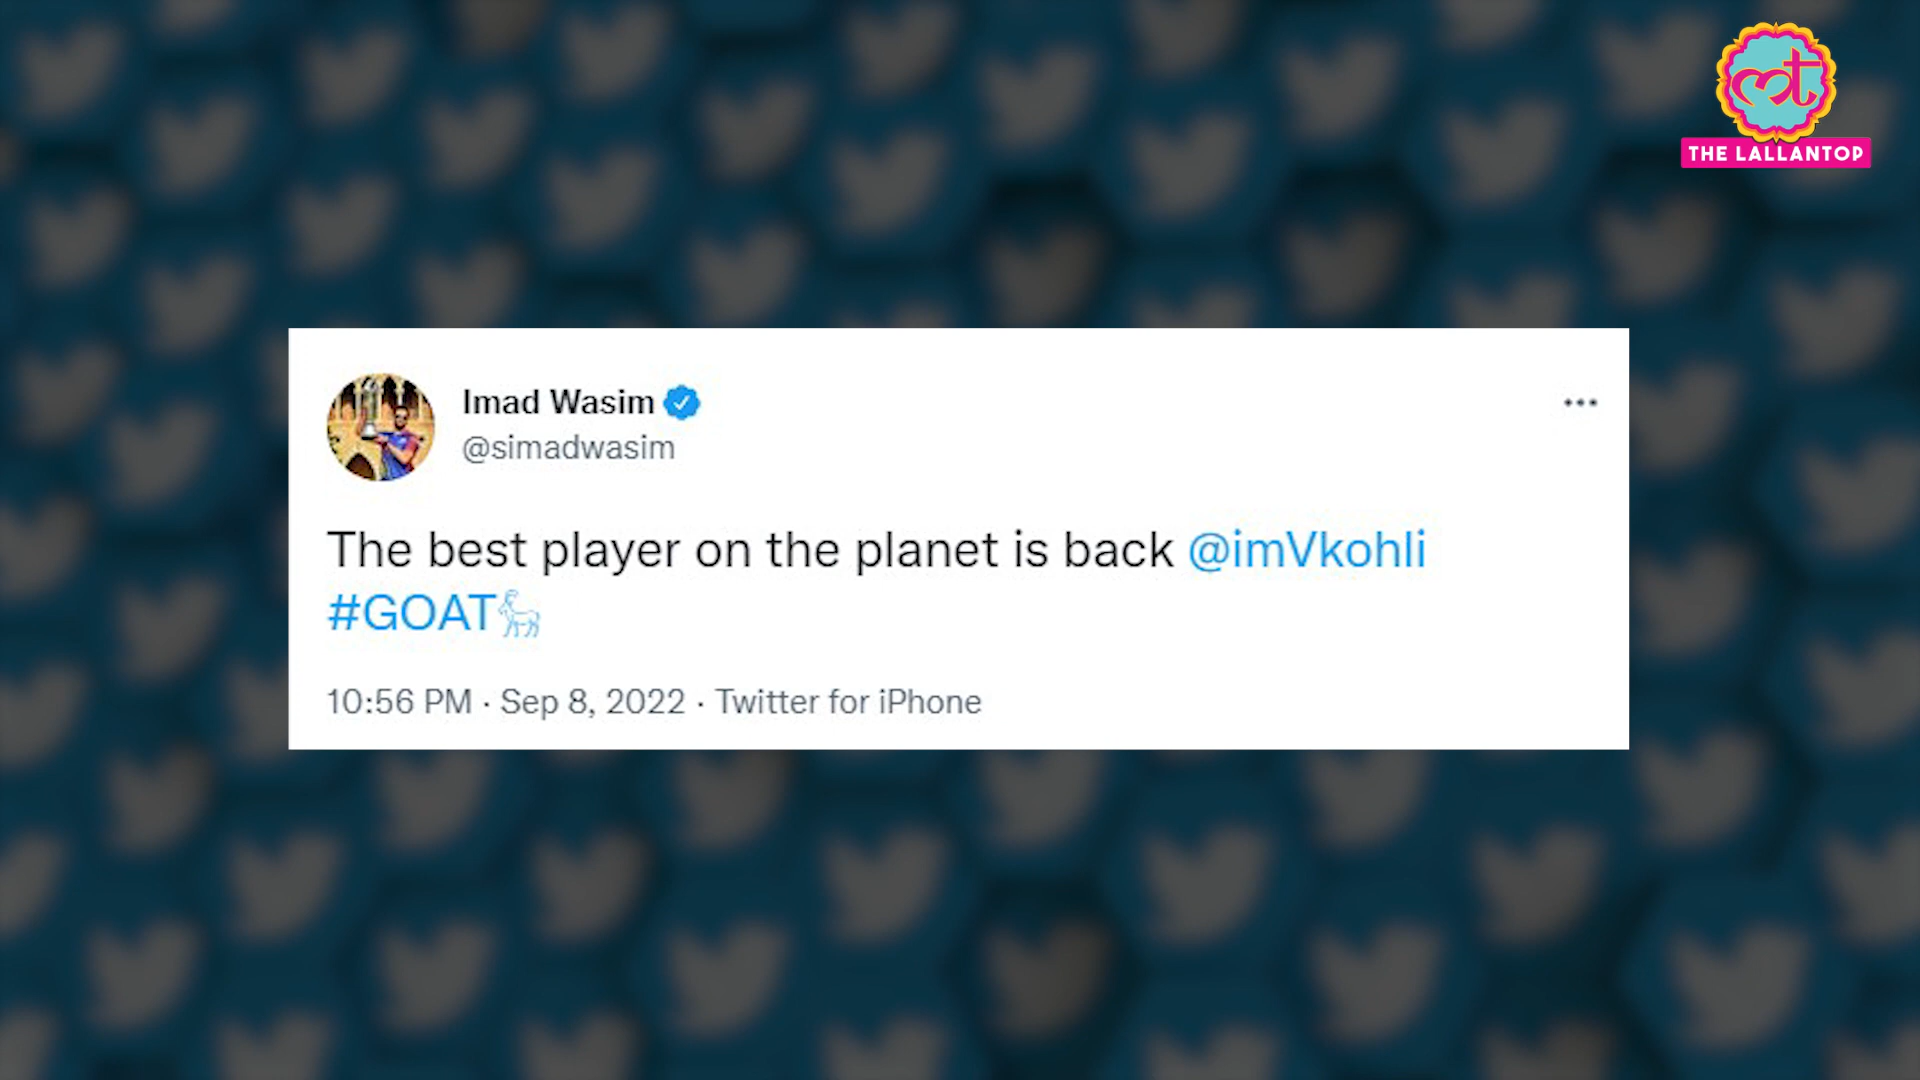 THE LALLANTOP
Imad Wasim
@simadwasim
The best player on the planet is back @imVkohli
#GOAT
10:56 PM · Sep 8, 2022 · Twitter for iPhone